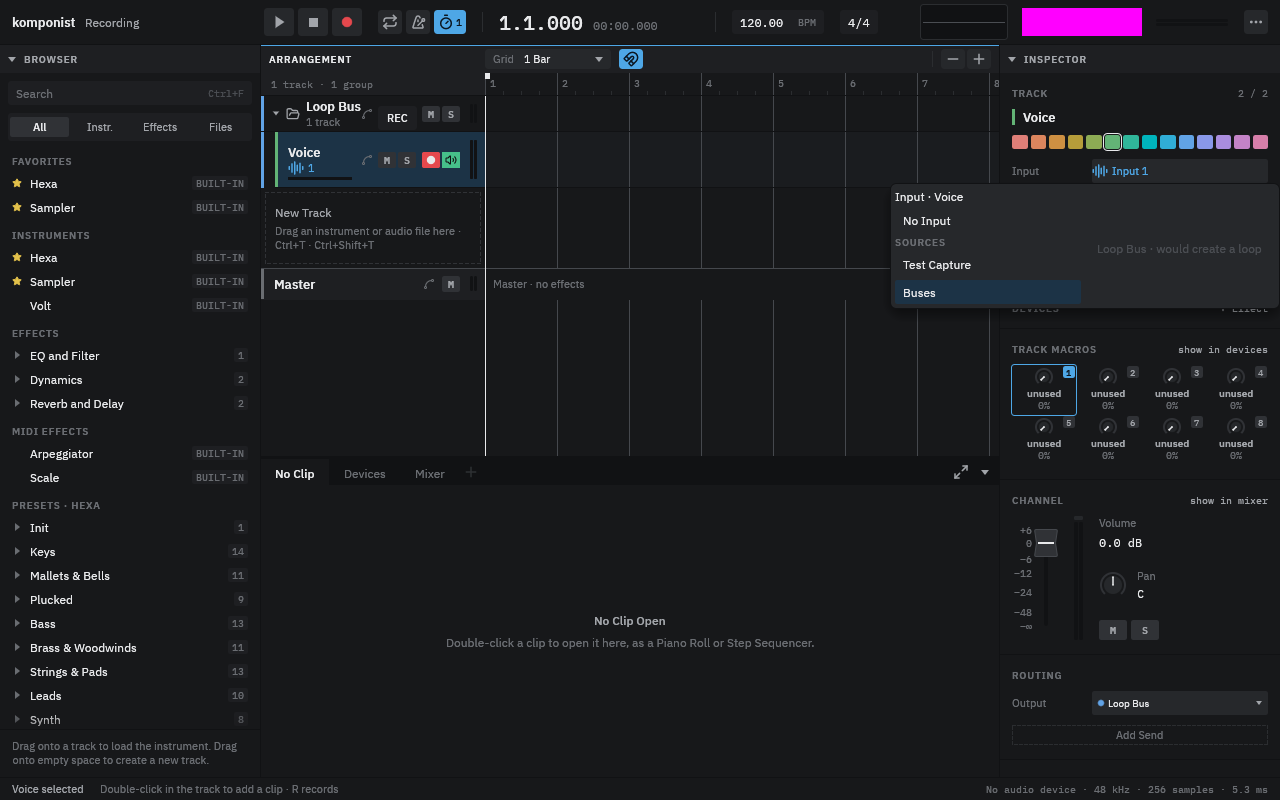 komponist Recording
1
1.1.000 00:00.000
120.00 BPM
4/4
BROWSER
Search Ctrl+F
All Instr. Effects Files
FAVORITES
Hexa BUILT-IN
Sampler BUILT-IN
INSTRUMENTS
Hexa BUILT-IN
Sampler BUILT-IN
Volt BUILT-IN
EFFECTS
EQ and Filter 1
Dynamics 2
Reverb and Delay 2
MIDI EFFECTS
Arpeggiator BUILT-IN
Scale BUILT-IN
PRESETS · HEXA
Init 1
Keys 14
Mallets & Bells 11
Plucked 9
Bass 13
Brass & Woodwinds 11
Strings & Pads 13
Leads 10
Synth 8
Drag onto a track to load the instrument. Drag
onto empty space to create a new track.
ARRANGEMENT
Grid 1 Bar
1 track · 1 group
1 2 3 4 5 6 7 8
Loop Bus
1 track
REC
M S
Voice
1
M S
New Track
Drag an instrument or audio file here ·
Ctrl+T · Ctrl+Shift+T
Master
M
Master · no effects
No Clip Devices Mixer +
No Clip Open
Double-click a clip to open it here, as a Piano Roll or Step Sequencer.
INSPECTOR
TRACK 2 / 2
Voice
Input Input 1
Input · Voice
No Input
SOURCES
Loop Bus · would create a loop
Test Capture
Buses
TRACK MACROS show in devices
1 2 3 4
unused unused unused unused
0% 0% 0% 0%
5 6 7 8
unused unused unused unused
0% 0% 0% 0%
CHANNEL show in mixer
+6
0
−6
−12
−24
−48
−∞
Volume
0.0 dB
Pan
C
M S
ROUTING
Output Loop Bus
Add Send
Voice selected Double-click in the track to add a clip · R records
No audio device · 48 kHz · 256 samples · 5.3 ms